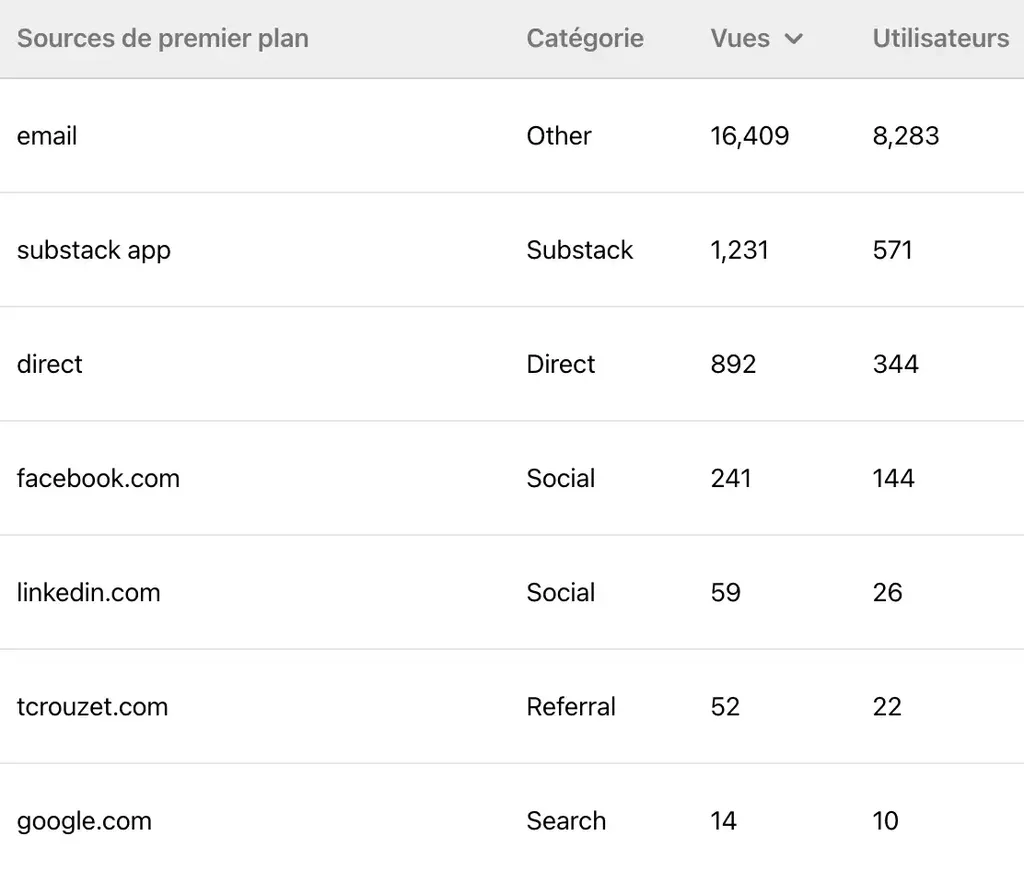 Sources de premier plan Catégorie Vues Utilisateurs
email Other 16,409 8,283
substack app Substack 1,231 571
direct Direct 892 344
facebook.com Social 241 144
linkedin.com Social 59 26
tcrouzet.com Referral 52 22
google.com Search 14 10